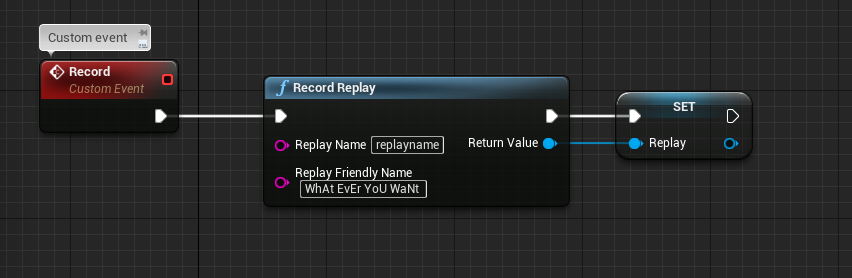 Custom event
Record
Custom Event
Record Replay
Replay Name replayname
Return Value
Replay Friendly Name
WhAt EvEr YoU WaNt
SET
Replay